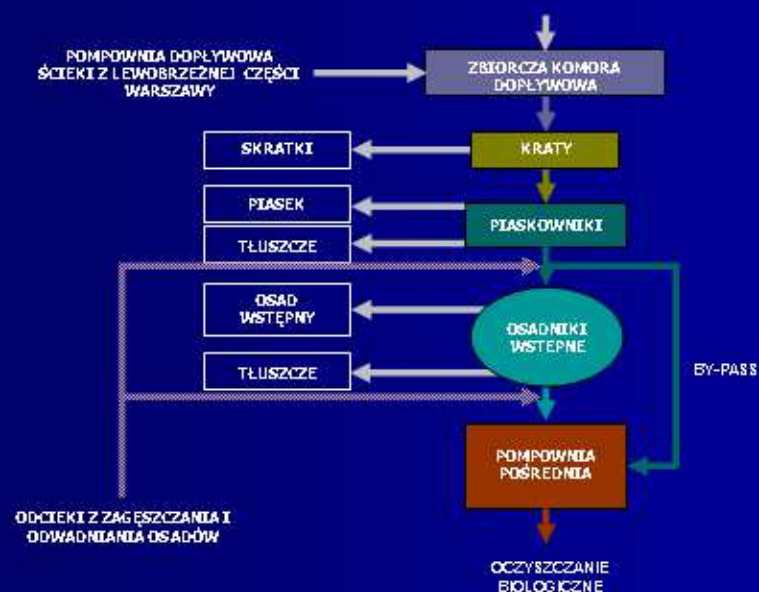 POMPOWNIA DOPŁYWOWA
ŚCIEKI Z LEWOBRZEŻNEJ CZĘŚCI
WARSZAWY
ZBIORCZA KOMORA
DOPŁYWOWA
SKRATKI
KRATY
PIASEK
PIASKOWNIKI
TŁUSZCZE
OSAD
WSTĘPNY
OSADNIKI
WSTEPNE
TŁUSZCZE
BY-PASS
POMPOWNIA
POŚREDNIA
ODCIEKI Z ZAGĘSZCZANIA I
ODWADNIANIA OSADÓW
OCZYSZCZANIE
BIOLOGICZNE